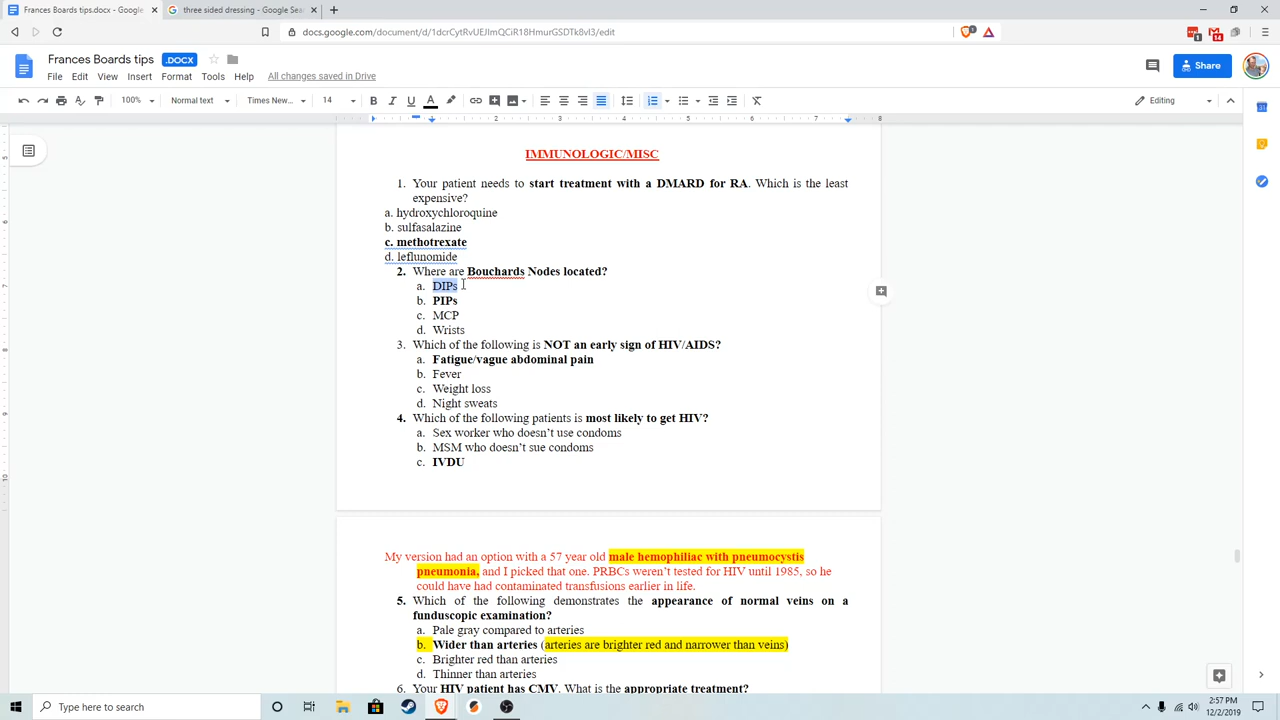 Frances Boards tips.docx - Google
three sided dressing - Google Sea
docs.google.com/document/d/1dcrCytRvUEJlmQCiR18HmurGSDTk8vl3/edit
Frances Boards tips .DOCX
File Edit View Insert Format Tools Help All changes saved in Drive
Share
100% Normal text Times New... 14 B I U A Editing
2 3 4 5 6 7 8
IMMUNOLOGIC/MISC
1. Your patient needs to start treatment with a DMARD for RA. Which is the least
expensive?
a. hydroxychloroquine
b. sulfasalazine
c. methotrexate
d. leflunomide
2. Where are Bouchards Nodes located?
a. DIPs
b. PIPs
c. MCP
d. Wrists
3. Which of the following is NOT an early sign of HIV/AIDS?
a. Fatigue/vague abdominal pain
b. Fever
c. Weight loss
d. Night sweats
4. Which of the following patients is most likely to get HIV?
a. Sex worker who doesn’t use condoms
b. MSM who doesn’t sue condoms
c. IVDU
My version had an option with a 57 year old male hemophiliac with pneumocystis
pneumonia, and I picked that one. PRBCs weren’t tested for HIV until 1985, so he
could have had contaminated transfusions earlier in life.
5. Which of the following demonstrates the appearance of normal veins on a
funduscopic examination?
a. Pale gray compared to arteries
b. Wider than arteries (arteries are brighter red and narrower than veins)
c. Brighter red than arteries
d. Thinner than arteries
6. Your HIV patient has CMV. What is the appropriate treatment?
Type here to search
2:57 PM
12/2/2019